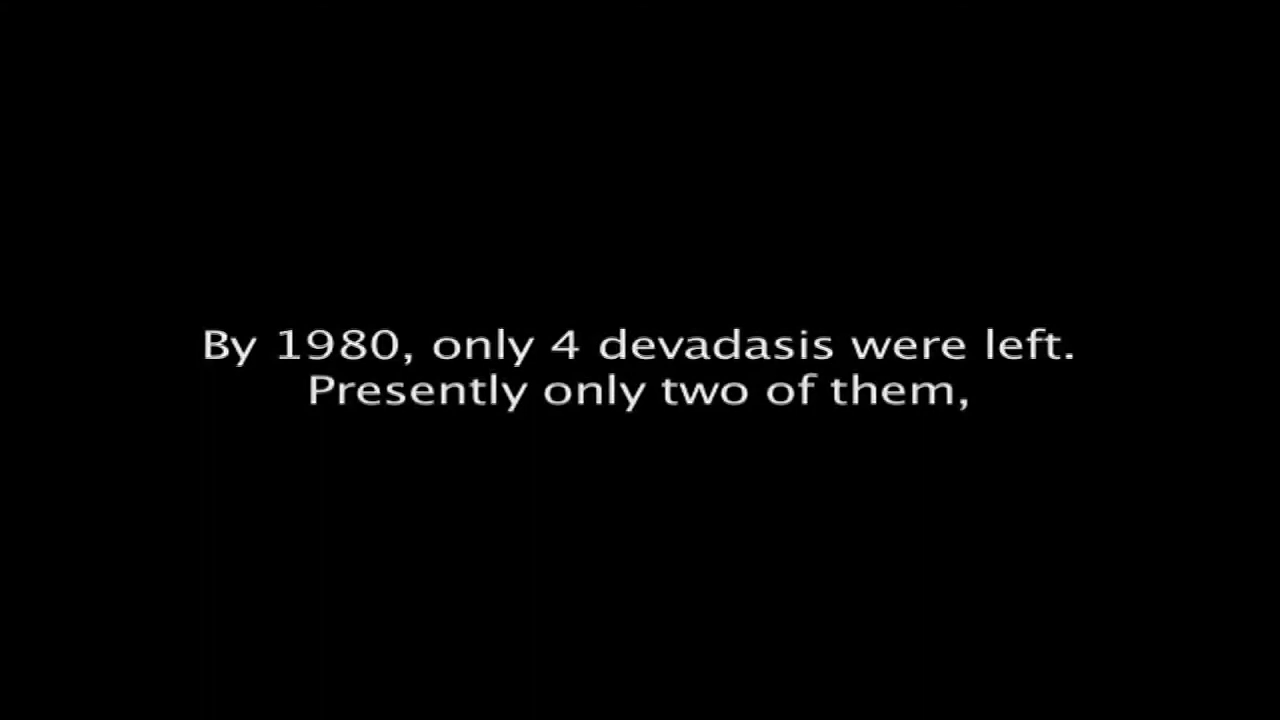 By 1980, only 4 devadasis were left.
Presently only two of them,